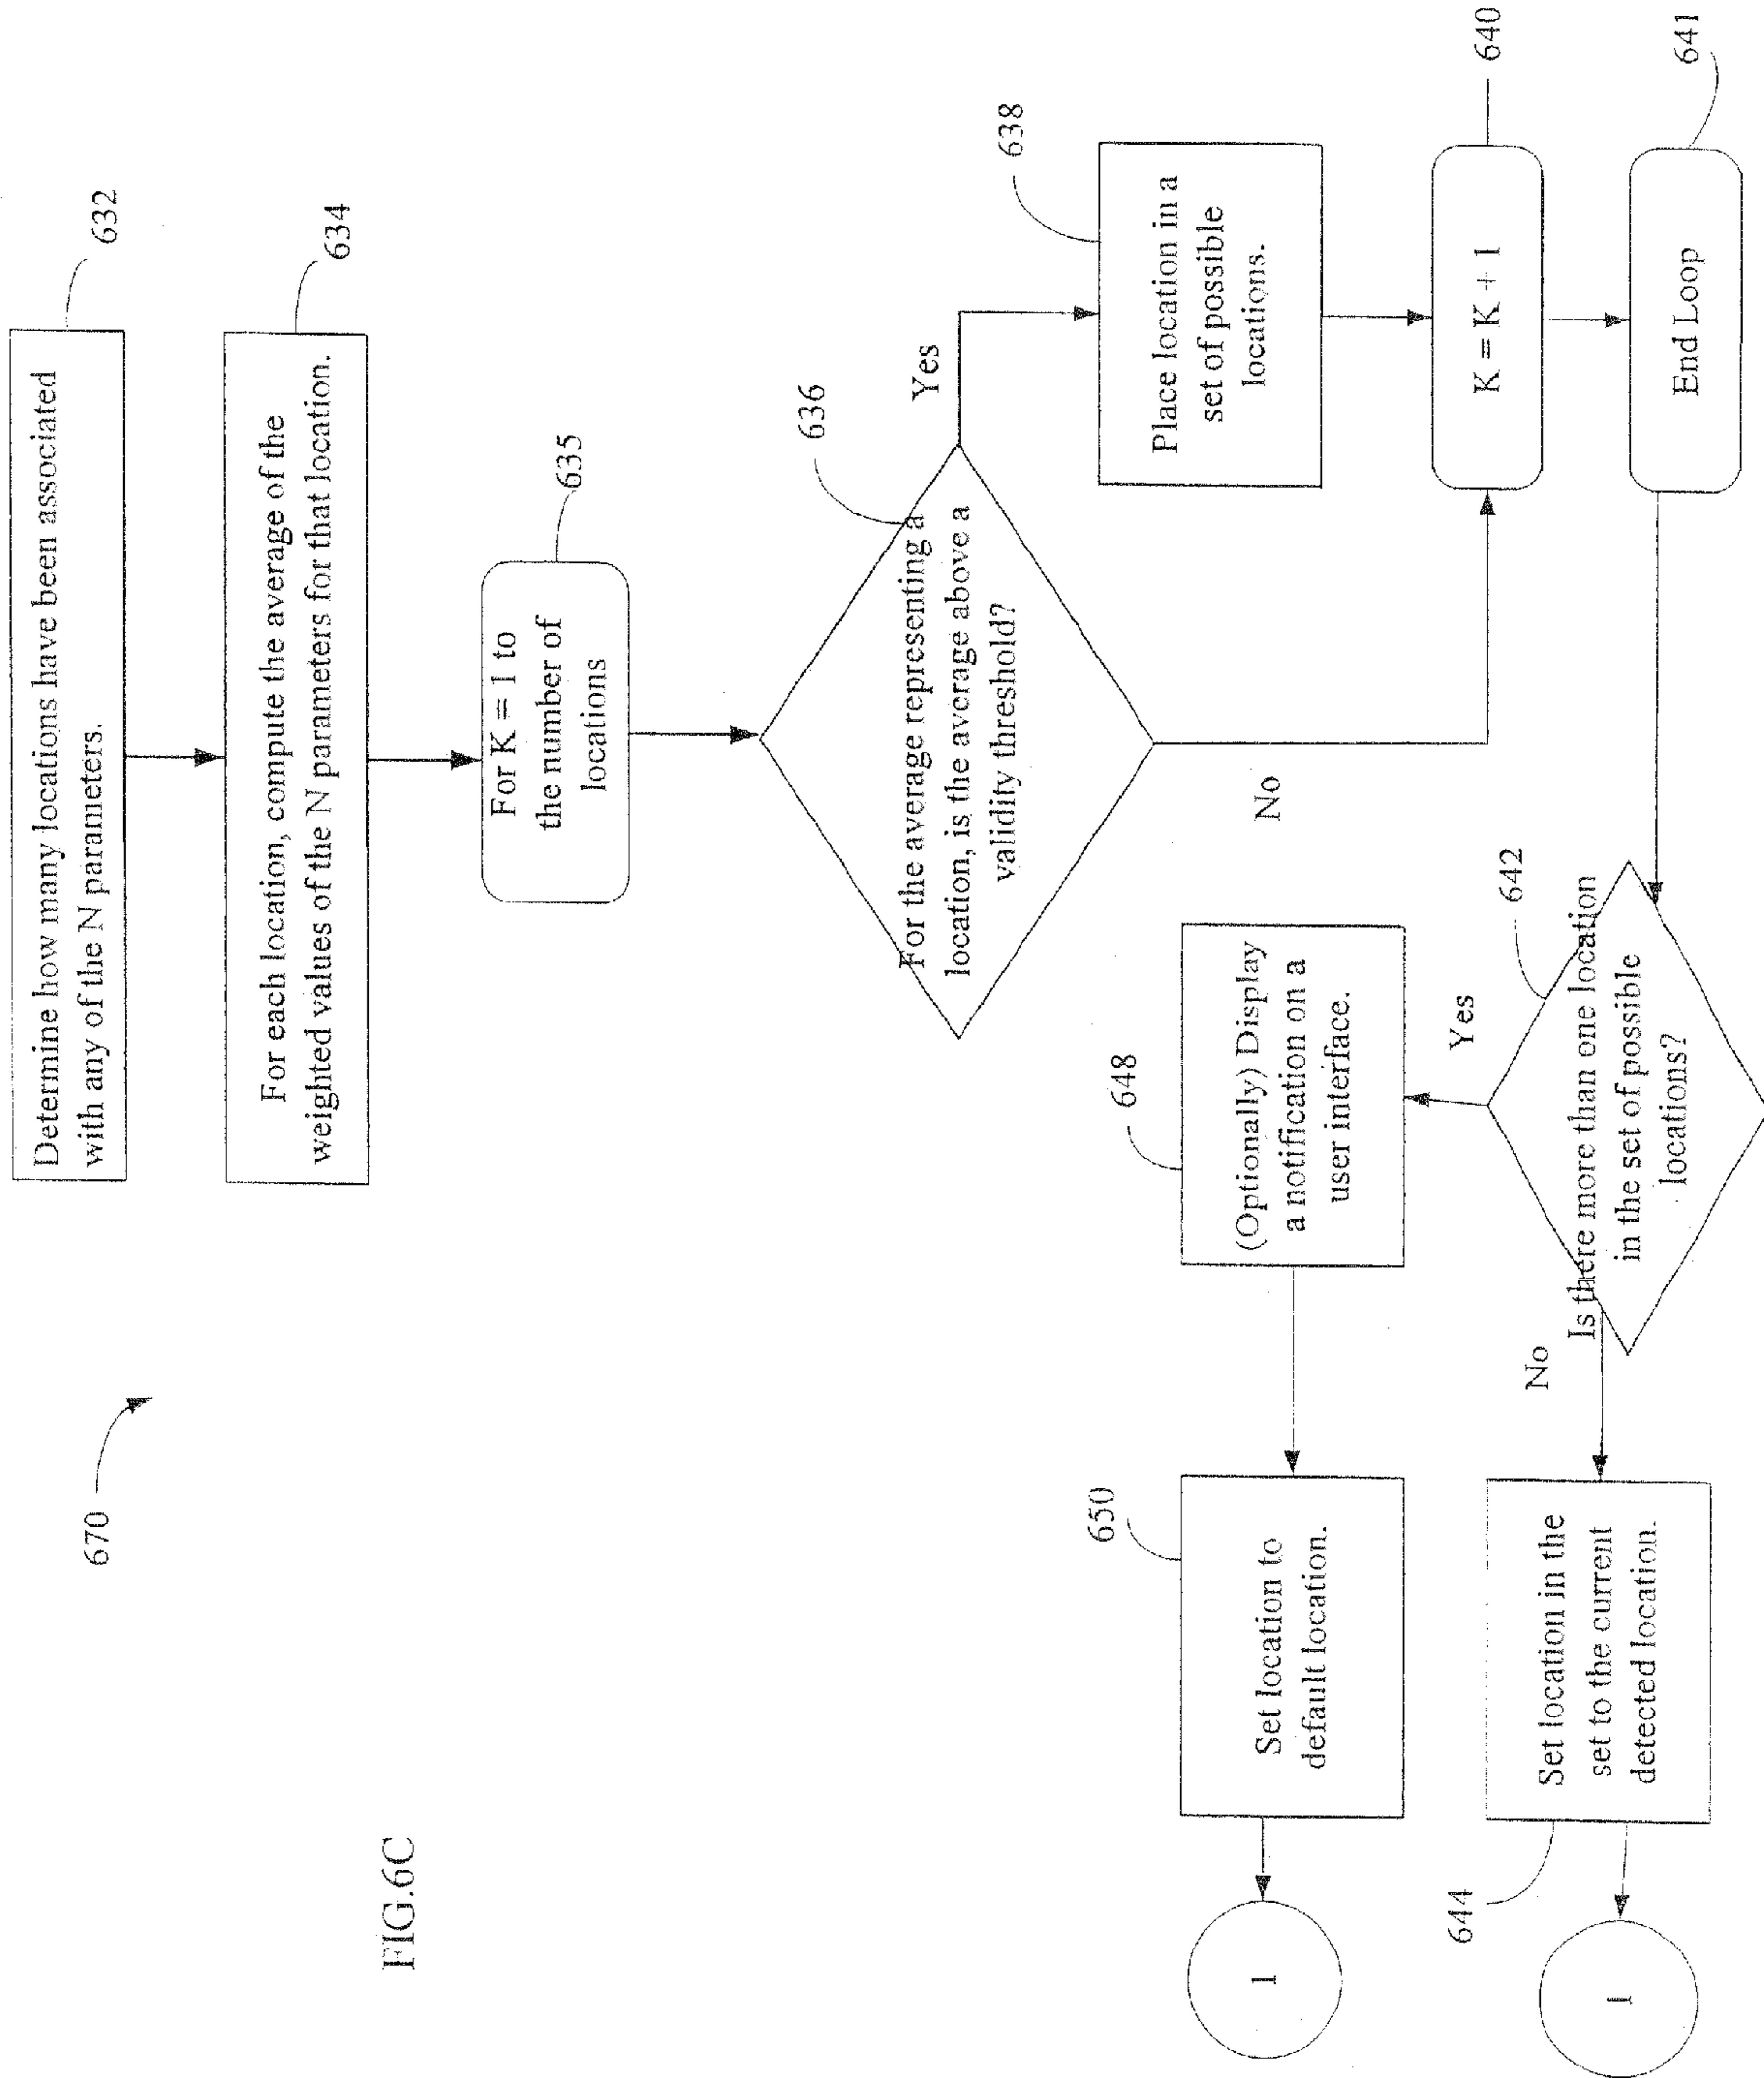 670
Determine how many locations have been associated
with any of the N parameters.
632
For each location, compute the average of the
weighted values of the N parameters for that location.
634
For K = 1 to
the number of
locations
635
For the average representing a
location, is the average above a
validity threshold?
636
Yes
No
Place location in a
set of possible
locations.
638
K = K + 1
640
End Loop
641
Is there more than one location
in the set of possible
locations?
642
Yes
No
(Optionally) Display
a notification on a
user interface.
648
Set location to
default location.
650
1
Set location in the
set to the current
detected location.
644
1
FIG.6C